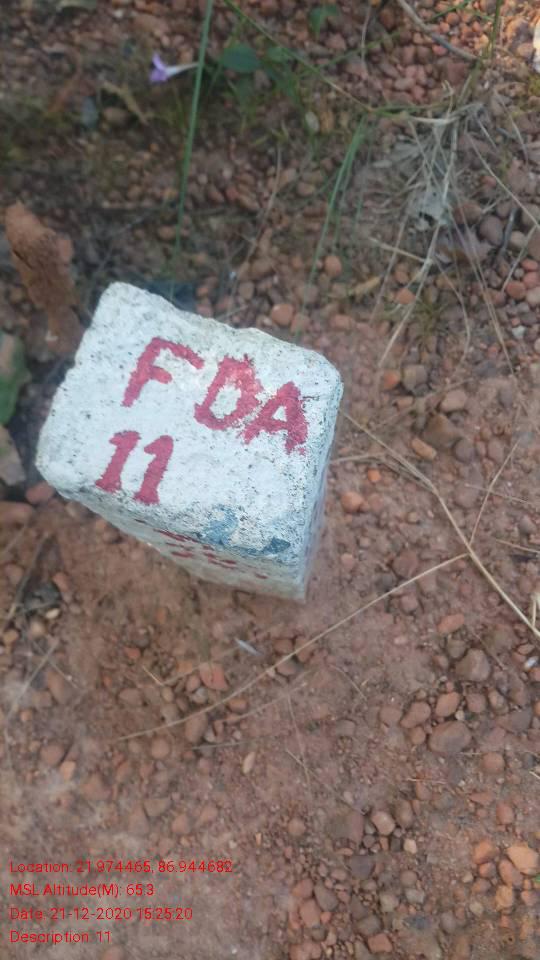 FDA
11
Location: 21.974465, 86.944682
MSL Altitude(M): 65.3
Date: 21-12-2020 15:25:20
Description: 11